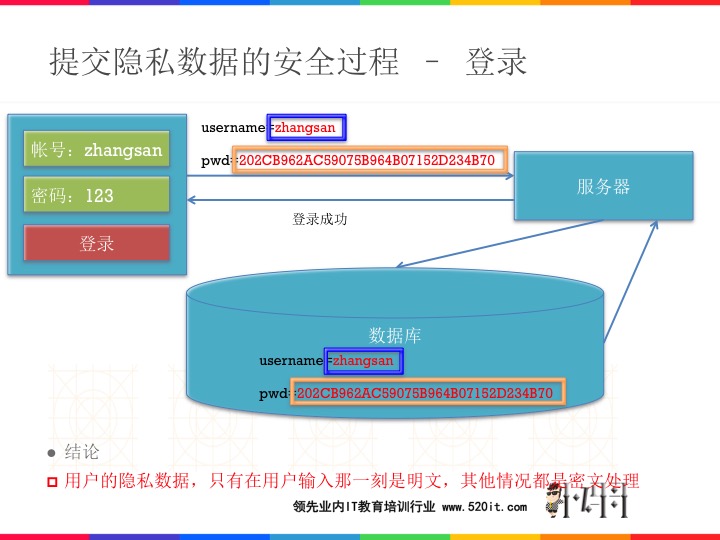 提交隐私数据的安全过程 – 登录
帐号：zhangsan
密码：123
登录
username=zhangsan
pwd=202CB962AC59075B964B07152D234B70
登录成功
服务器
数据库
username=zhangsan
pwd=202CB962AC59075B964B07152D234B70
结论
用户的隐私数据，只有在用户输入那一刻是明文，其他情况都是密文处理
领先业内IT教育培训行业 www.520it.com
小码哥